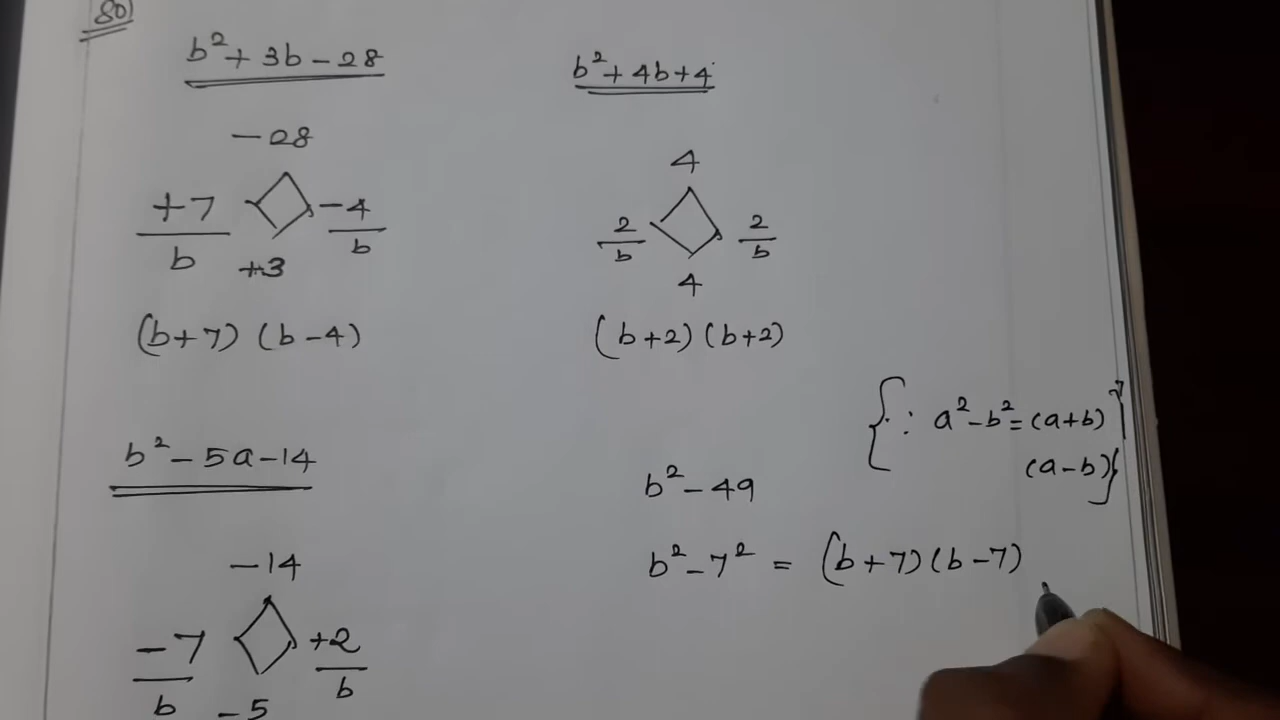 80)
b² + 3b - 28
-28
+7 -4
b b
+3
(b+7) (b-4)
b² - 5a - 14
-14
-7 +2
b b
-5
b² + 4b + 4
4
2 2
b b
4
(b+2) (b+2)
{∵ a² - b² = (a+b)
(a-b)}
b² - 49
b² - 7² = (b+7) (b-7)